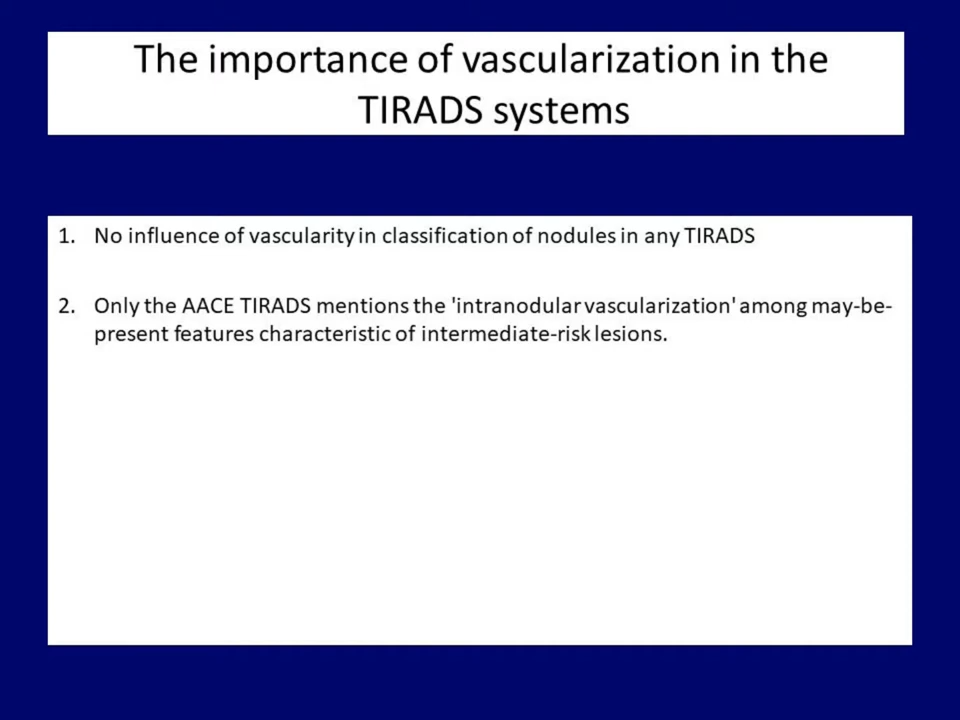 The importance of vascularization in the
TIRADS systems
1. No influence of vascularity in classification of nodules in any TIRADS
2. Only the AACE TIRADS mentions the 'intranodular vascularization' among may-be-
present features characteristic of intermediate-risk lesions.